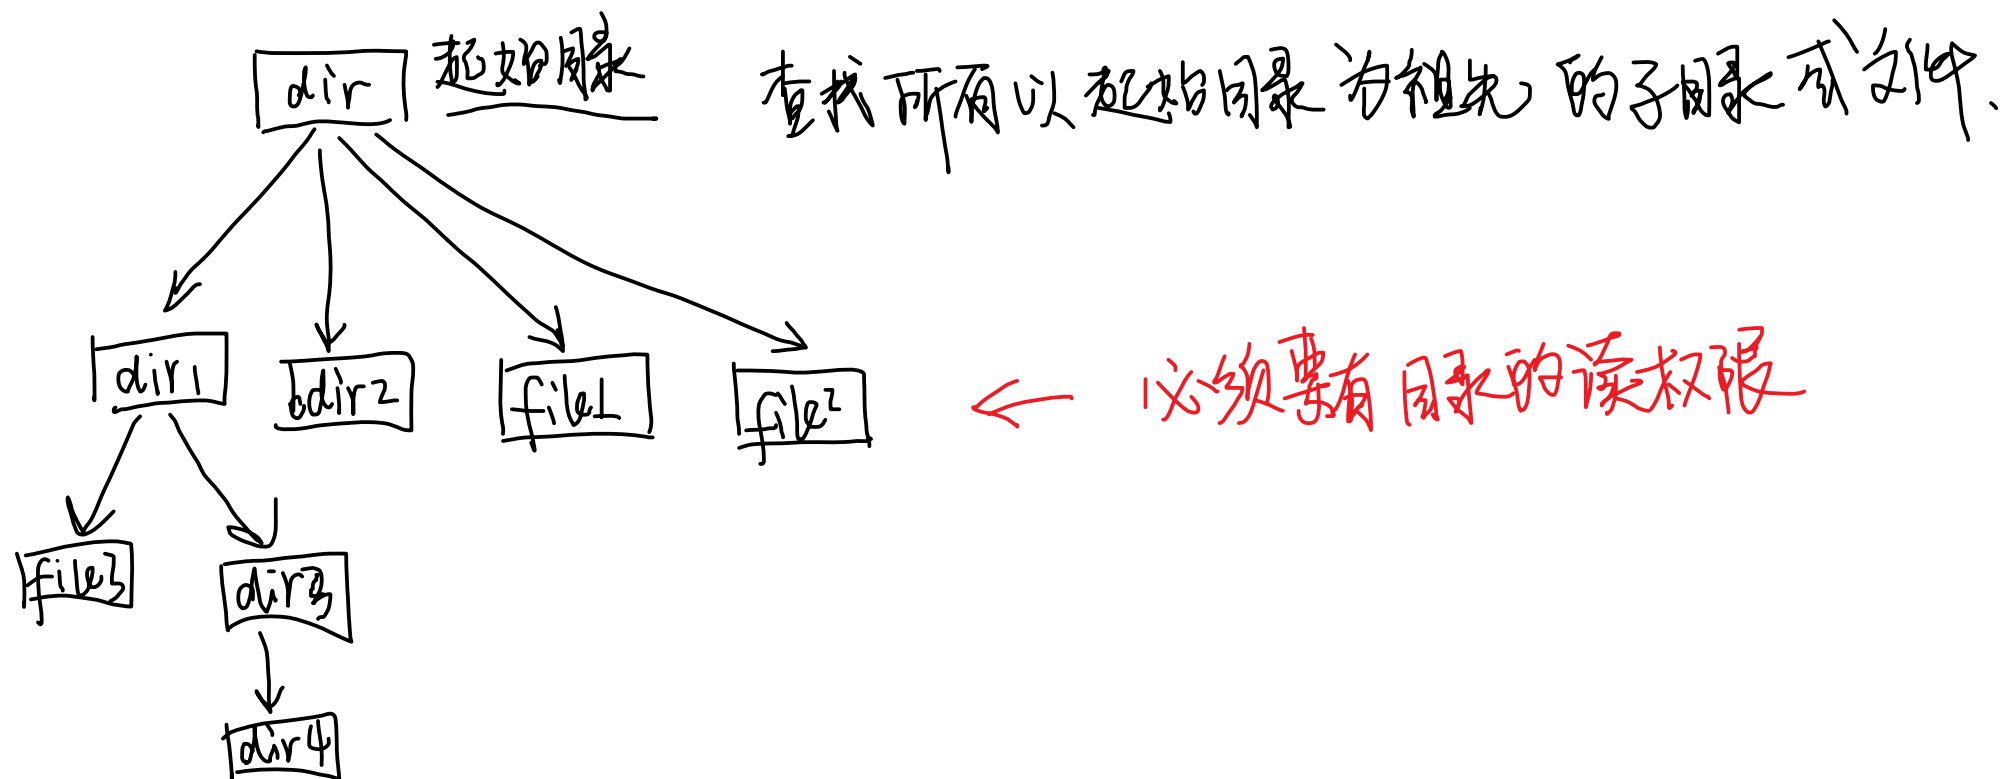 dir 起始目录 查找所有以起始目录为祖先的子目录或文件、
dir1 dir2 file1 file2 ← 必须要有目录的读权限
file3 dir3
dir4